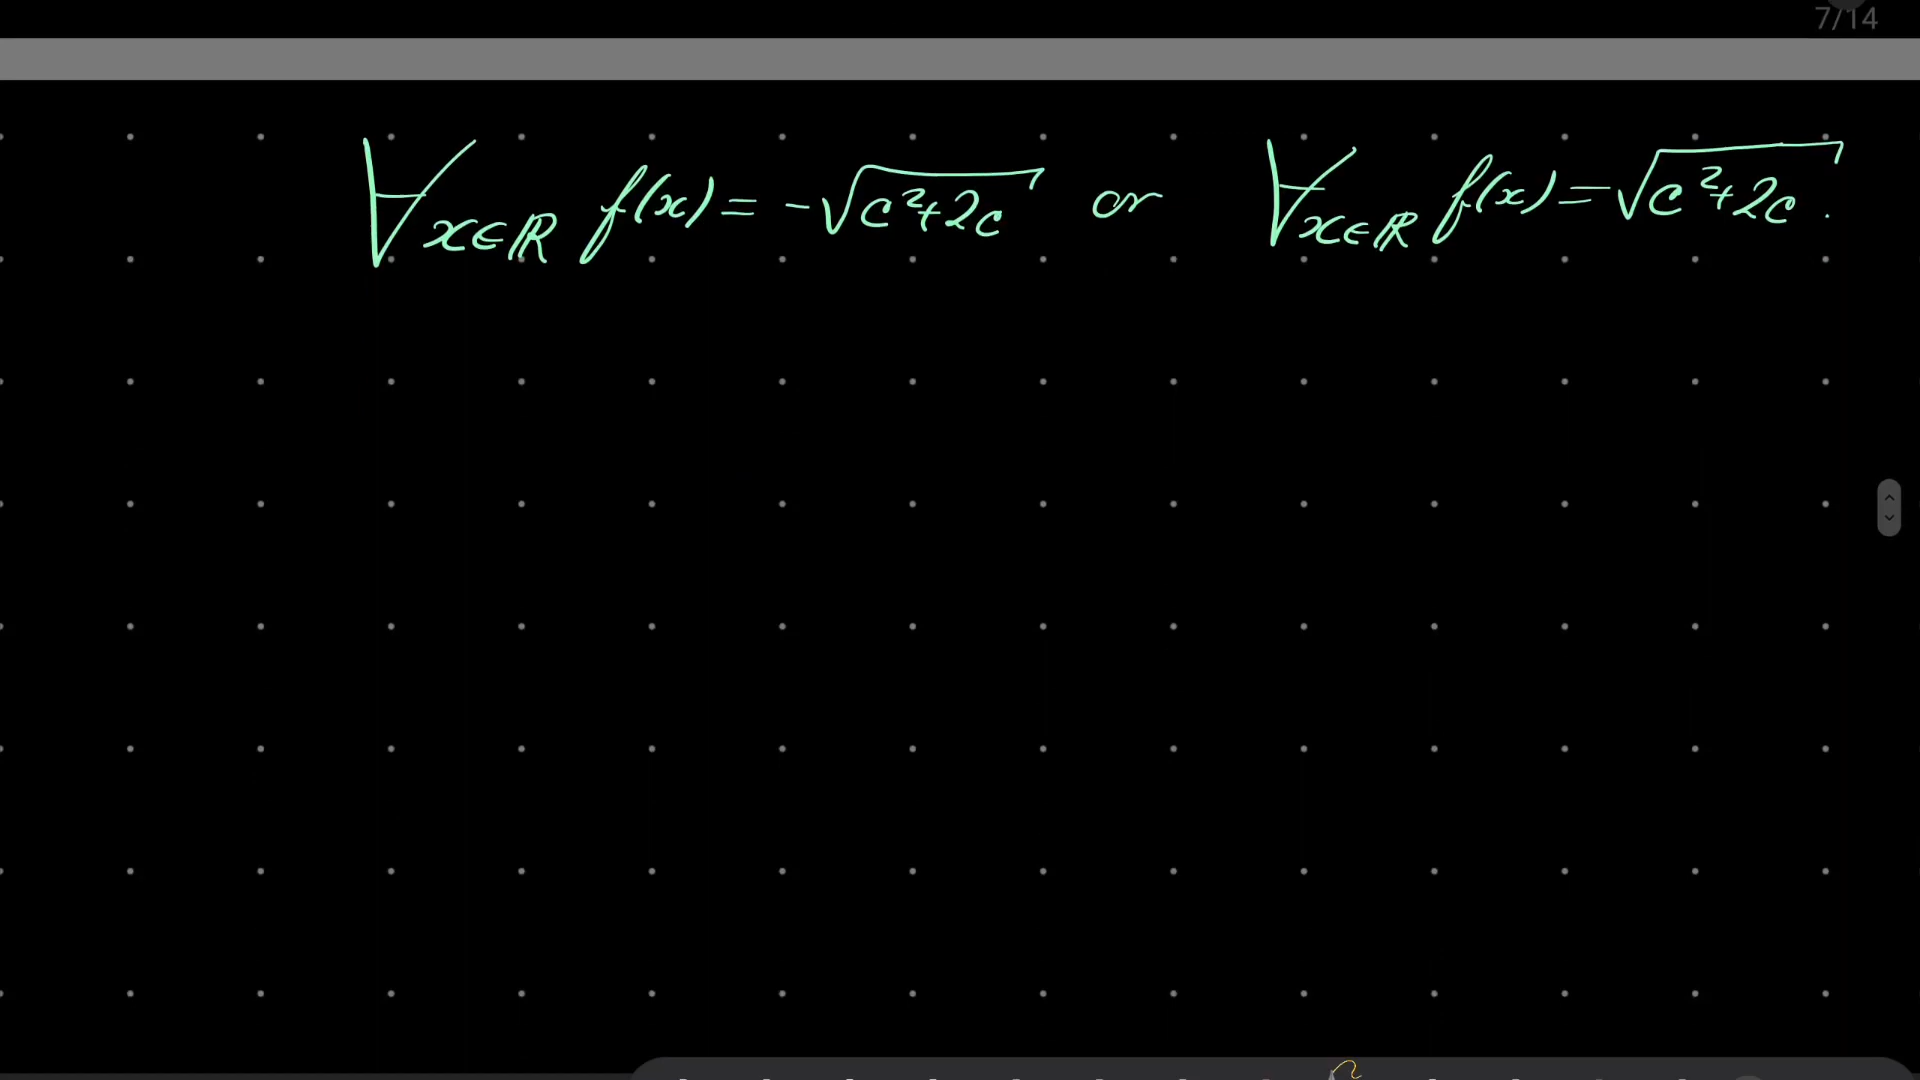 7/14
∀x∈ℝ f(x) = -√(c²+2c) or ∀x∈ℝ f(x) = √(c²+2c).